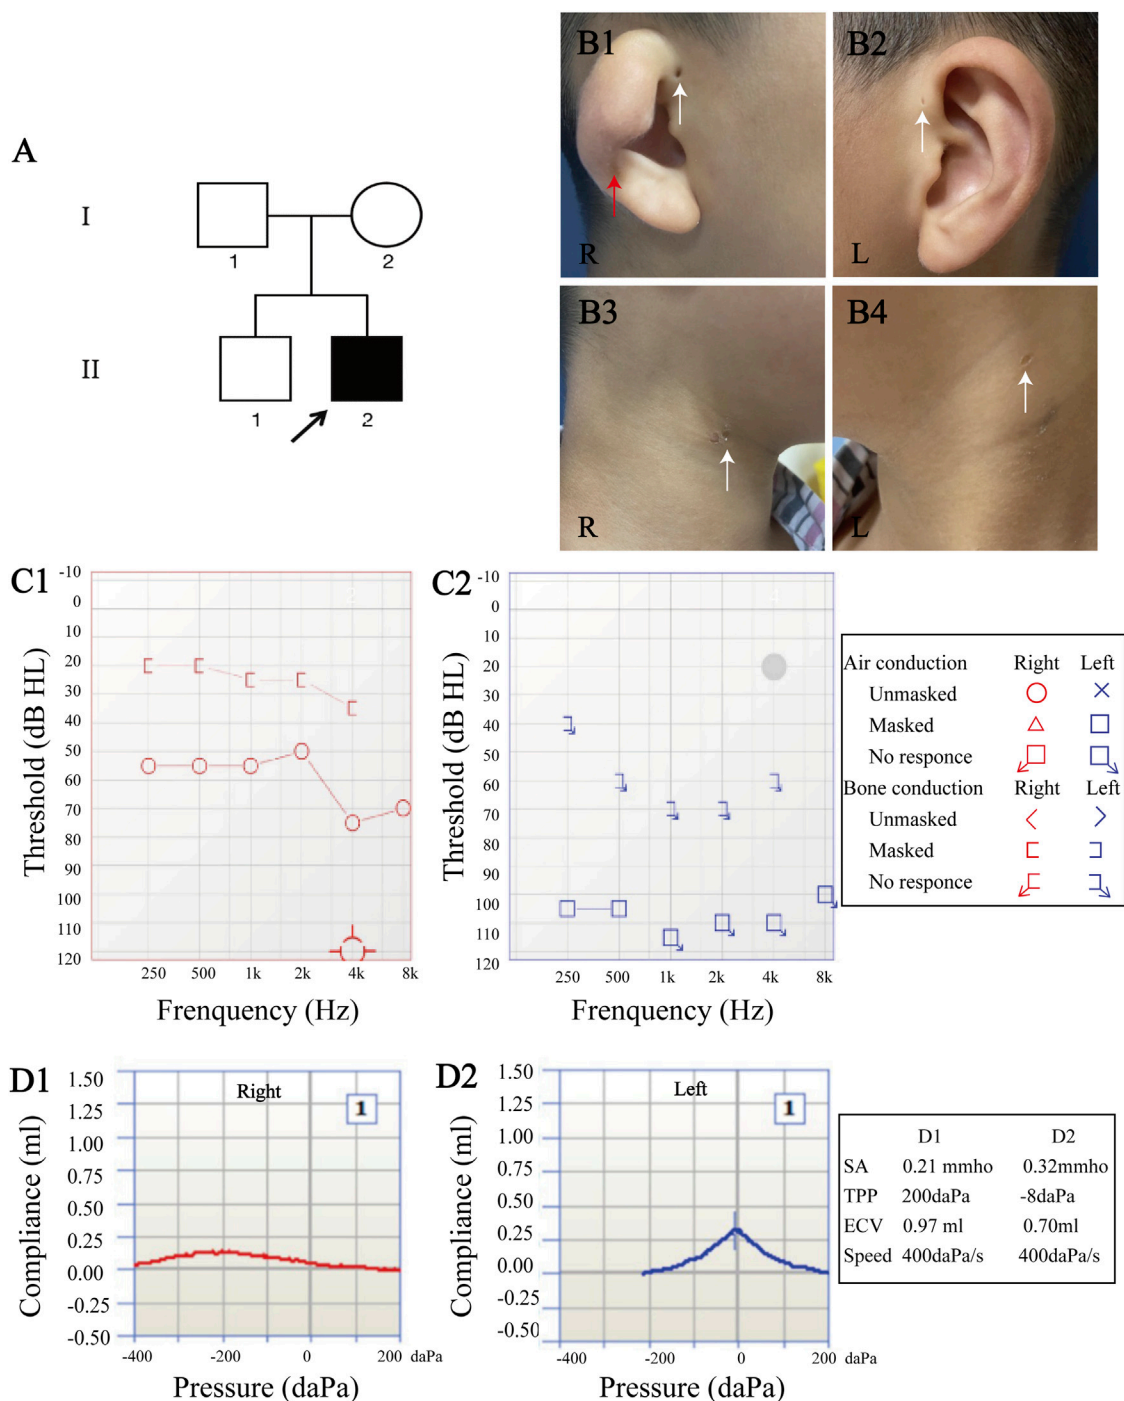 A
I
1
2
II
1
2
B1
R
B2
L
B3
R
B4
L
C1
Threshold (dB HL)
-10
0
10
20
30
40
50
60
70
80
90
100
110
120
250 500 1k 2k 4k 8k
Frenquency (Hz)
C2
Threshold (dB HL)
-10
0
10
20
30
40
50
60
70
80
90
100
110
120
250 500 1k 2k 4k 8k
Frenquency (Hz)
Air conduction Right Left
Unmasked
Masked
No responce
Bone conduction Right Left
Unmasked
Masked
No responce
D1
Right
1
Compliance (ml)
1.50
1.25
1.00
0.75
0.50
0.25
0.00
-0.25
-0.50
-400 -200 0 200 daPa
Pressure (daPa)
D2
Left
1
Compliance (ml)
1.50
1.25
1.00
0.75
0.50
0.25
0.00
-0.25
-0.50
-400 -200 0 200 daPa
Pressure (daPa)
D1 D2
SA 0.21 mmho 0.32mmho
TPP 200daPa -8daPa
ECV 0.97 ml 0.70ml
Speed 400daPa/s 400daPa/s